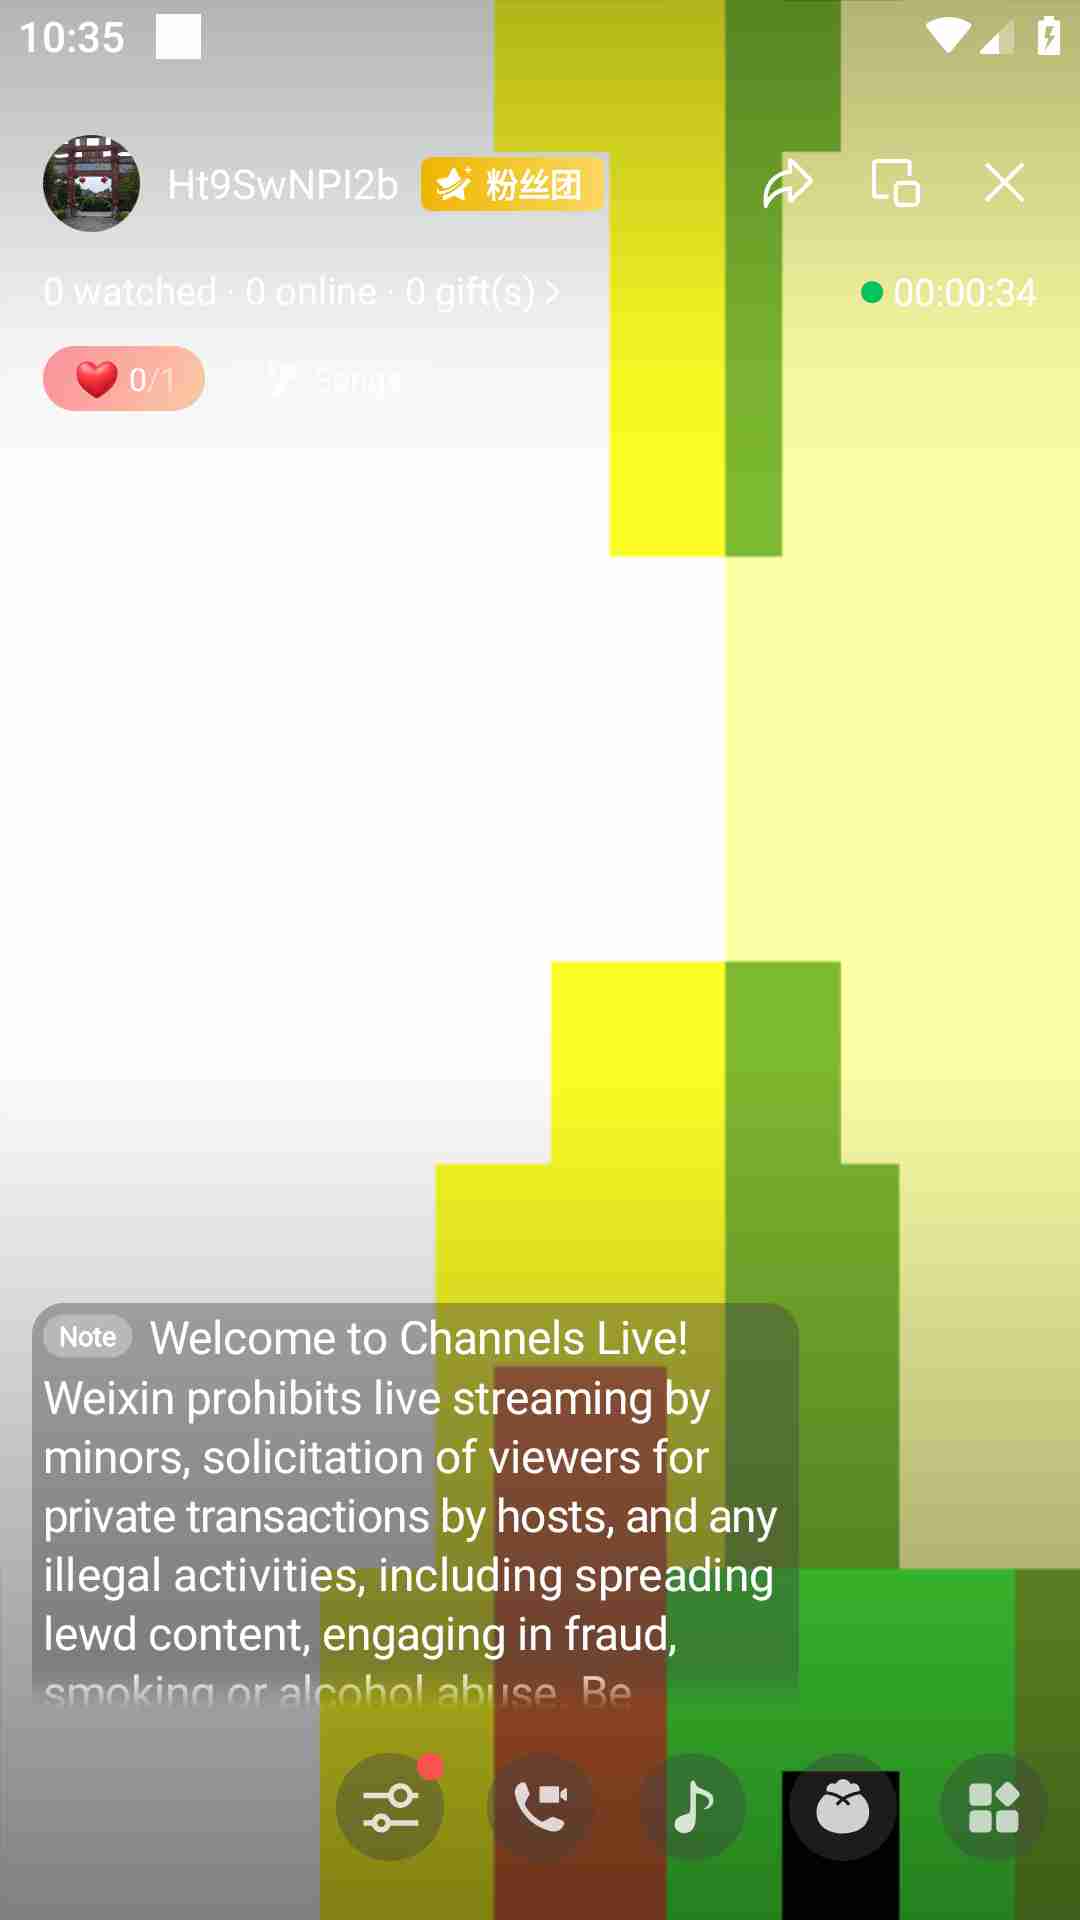 10:35
Ht9SwNPI2b 粉丝团
0 watched · 0 online · 0 gift(s)
00:00:34
0/1 Songs
Note Welcome to Channels Live!
Weixin prohibits live streaming by
minors, solicitation of viewers for
private transactions by hosts, and any
illegal activities, including spreading
lewd content, engaging in fraud,
smoking or alcohol abuse. Be